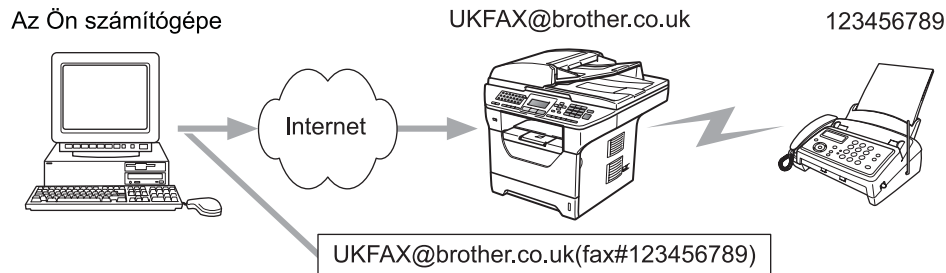 Az Ön számítógépe
UKFAX@brother.co.uk
123456789
Internet
UKFAX@brother.co.uk(fax#123456789)